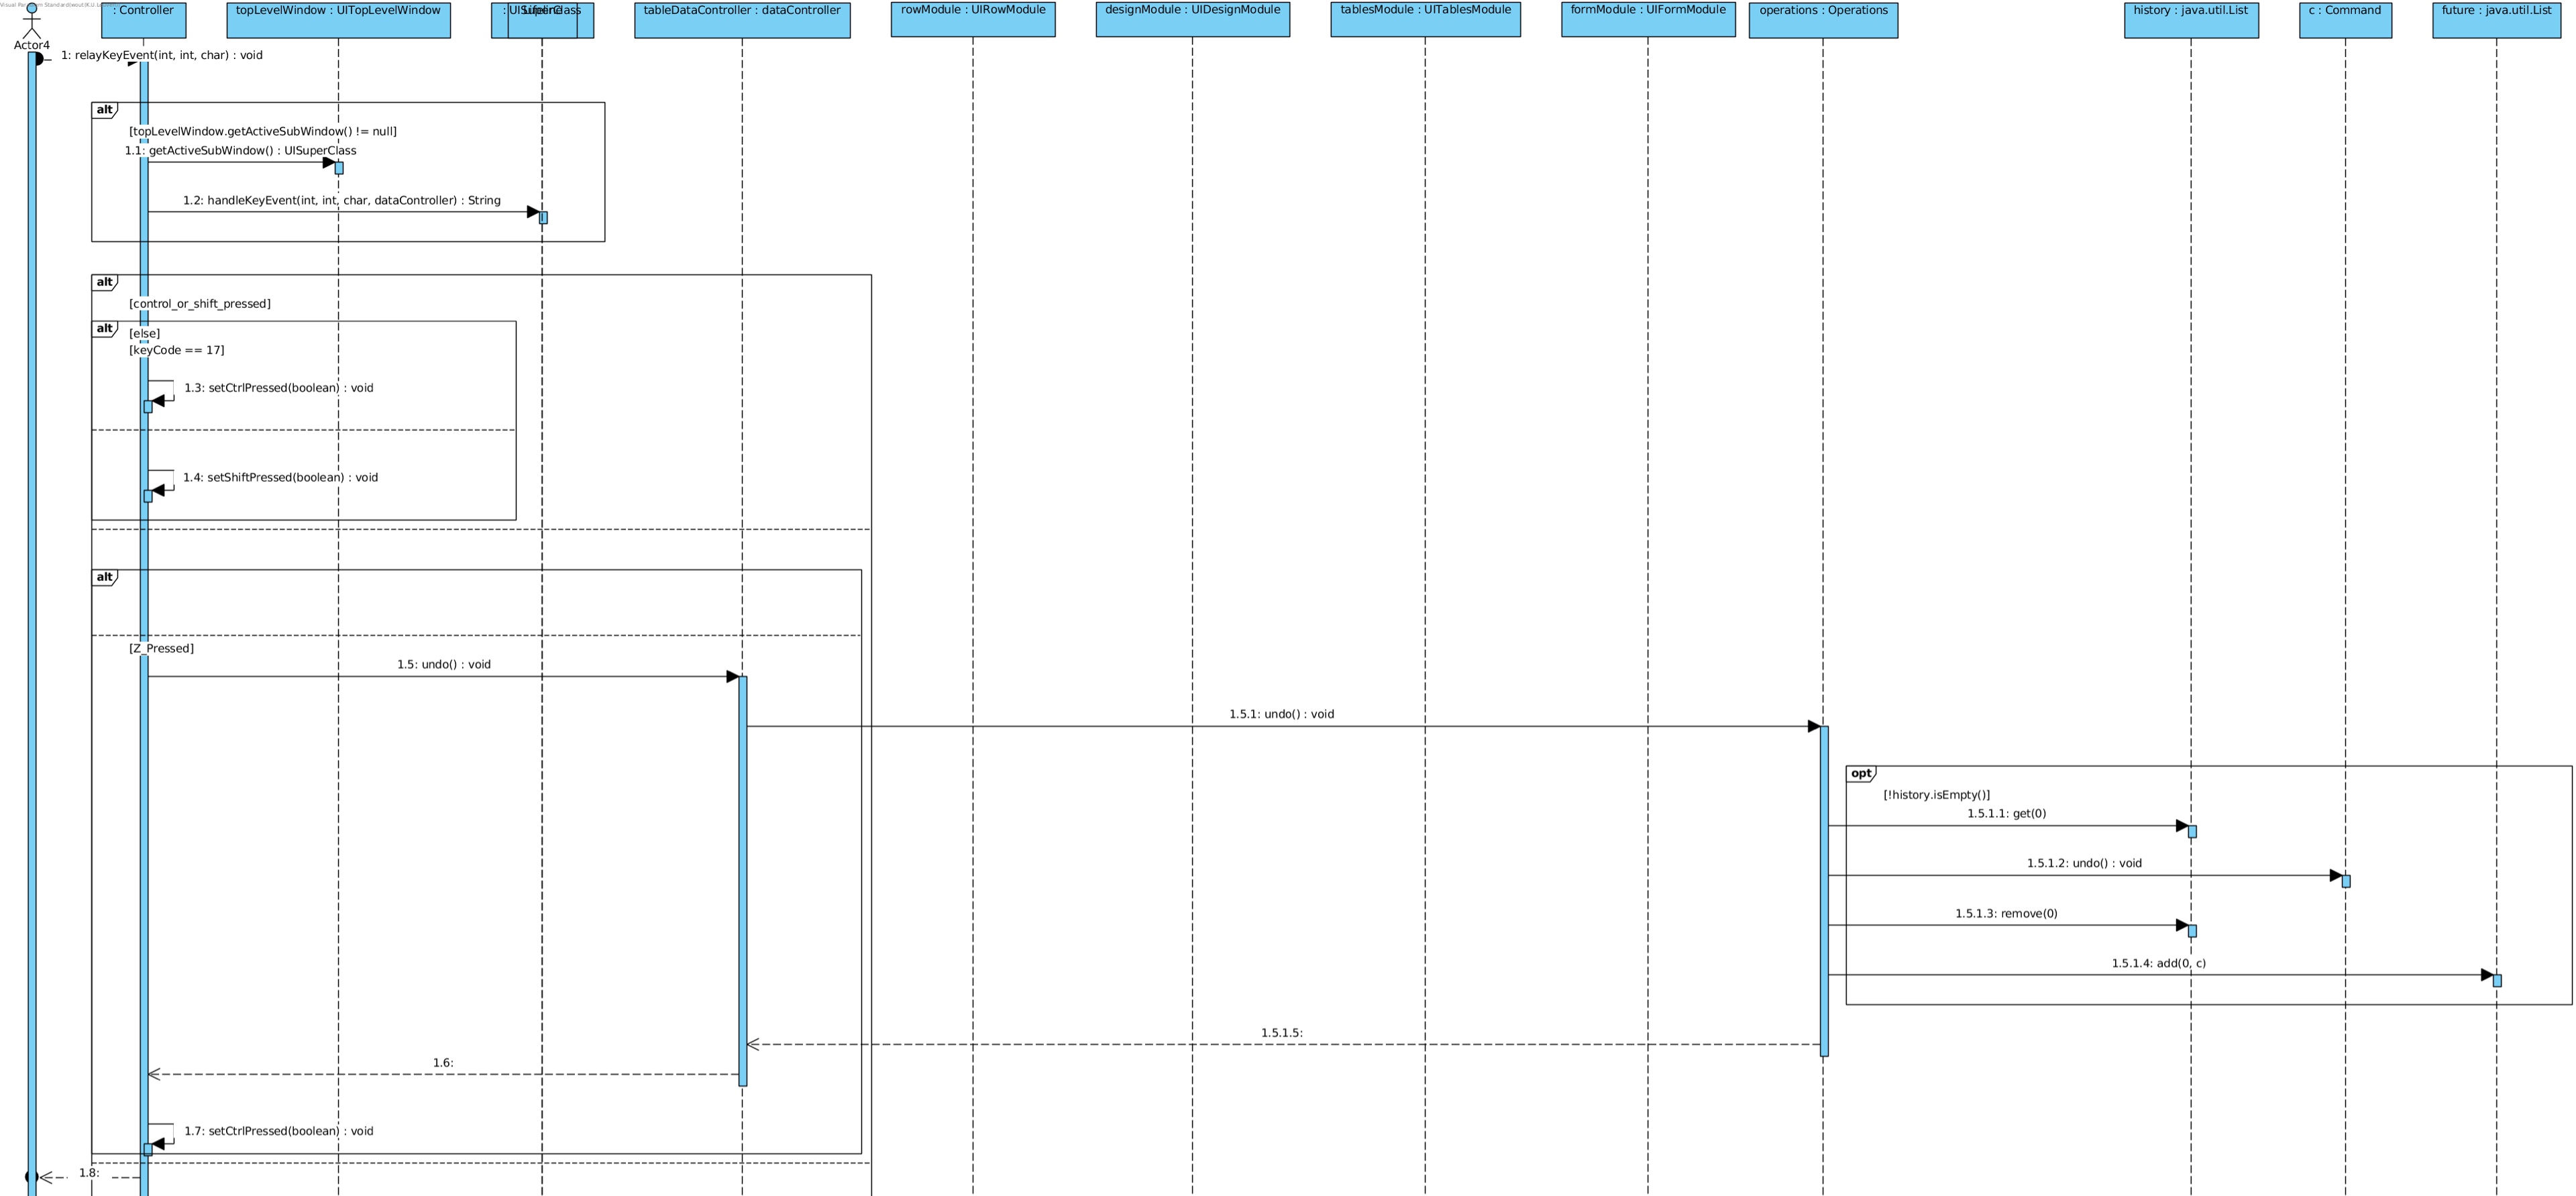 Visual Paradigm Standard(wout(K.U.
Actor4
: Controller
topLevelWindow : UITopLevelWindow
: UISuperClass
Lifeline
tableDataController : dataController
rowModule : UIRowModule
designModule : UIDesignModule
tablesModule : UITablesModule
formModule : UIFormModule
operations : Operations
history : java.util.List
c : Command
future : java.util.List
1: relayKeyEvent(int, int, char) : void
alt
[topLevelWindow.getActiveSubWindow() != null]
1.1: getActiveSubWindow() : UISuperClass
1.2: handleKeyEvent(int, int, char, dataController) : String
alt
[control_or_shift_pressed]
alt
[else]
[keyCode == 17]
1.3: setCtrlPressed(boolean) : void
1.4: setShiftPressed(boolean) : void
alt
[Z_Pressed]
1.5: undo() : void
1.5.1: undo() : void
opt
[!history.isEmpty()]
1.5.1.1: get(0)
1.5.1.2: undo() : void
1.5.1.3: remove(0)
1.5.1.4: add(0, c)
1.5.1.5:
1.6:
1.7: setCtrlPressed(boolean) : void
1.8: